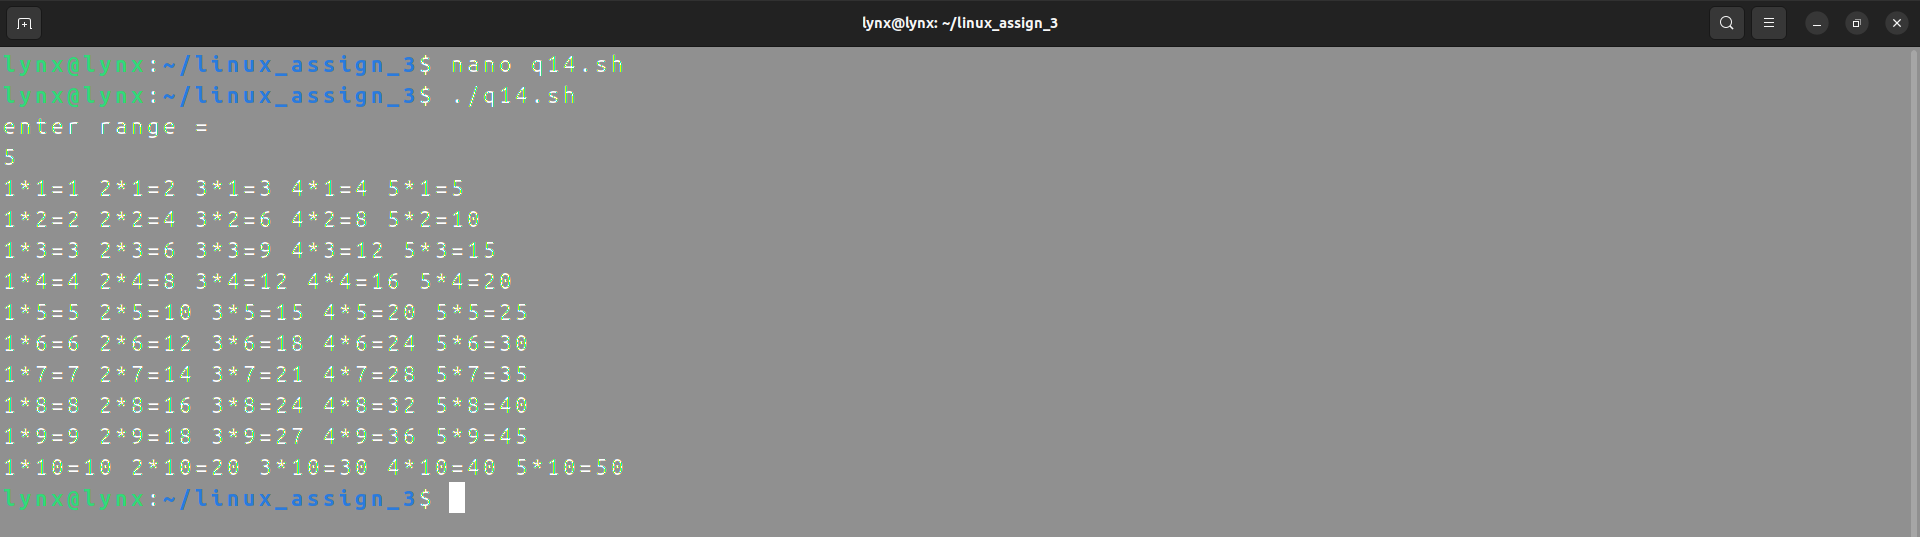 lynx@lynx: ~/linux_assign_3
lynx@lynx:~/linux_assign_3$ nano q14.sh
lynx@lynx:~/linux_assign_3$ ./q14.sh
enter range =
5
1*1=1 2*1=2 3*1=3 4*1=4 5*1=5
1*2=2 2*2=4 3*2=6 4*2=8 5*2=10
1*3=3 2*3=6 3*3=9 4*3=12 5*3=15
1*4=4 2*4=8 3*4=12 4*4=16 5*4=20
1*5=5 2*5=10 3*5=15 4*5=20 5*5=25
1*6=6 2*6=12 3*6=18 4*6=24 5*6=30
1*7=7 2*7=14 3*7=21 4*7=28 5*7=35
1*8=8 2*8=16 3*8=24 4*8=32 5*8=40
1*9=9 2*9=18 3*9=27 4*9=36 5*9=45
1*10=10 2*10=20 3*10=30 4*10=40 5*10=50
lynx@lynx:~/linux_assign_3$